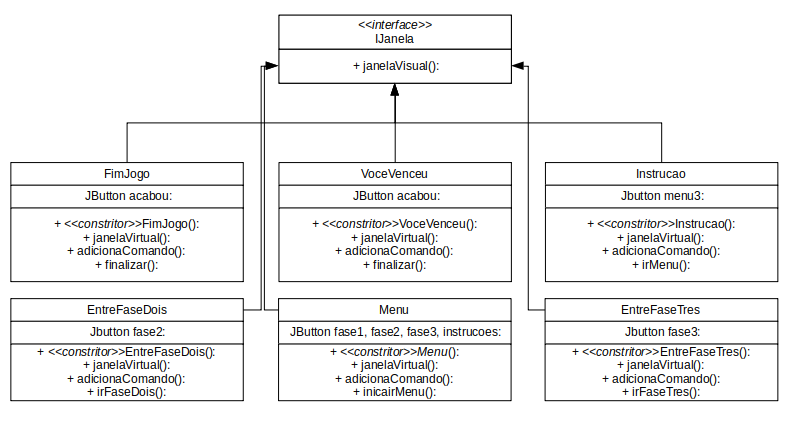 <<interface>>
IJanela
+ janelaVisual():
FimJogo
JButton acabou:
+ <<constritor>>FimJogo():
+ janelaVirtual():
+ adicionaComando():
+ finalizar():
VoceVenceu
JButton acabou:
+ <<constritor>>VoceVenceu():
+ janelaVirtual():
+ adicionaComando():
+ finalizar():
Instrucao
Jbutton menu3:
+ <<constritor>>Instrucao():
+ janelaVirtual():
+ adicionaComando():
+ irMenu():
EntreFaseDois
Jbutton fase2:
+ <<constritor>>EntreFaseDois():
+ janelaVirtual():
+ adicionaComando():
+ irFaseDois():
Menu
JButton fase1, fase2, fase3, instrucoes:
+ <<constritor>>Menu():
+ janelaVirtual():
+ adicionaComando():
+ inicairMenu():
EntreFaseTres
Jbutton fase3:
+ <<constritor>>EntreFaseTres():
+ janelaVirtual():
+ adicionaComando():
+ irFaseTres():